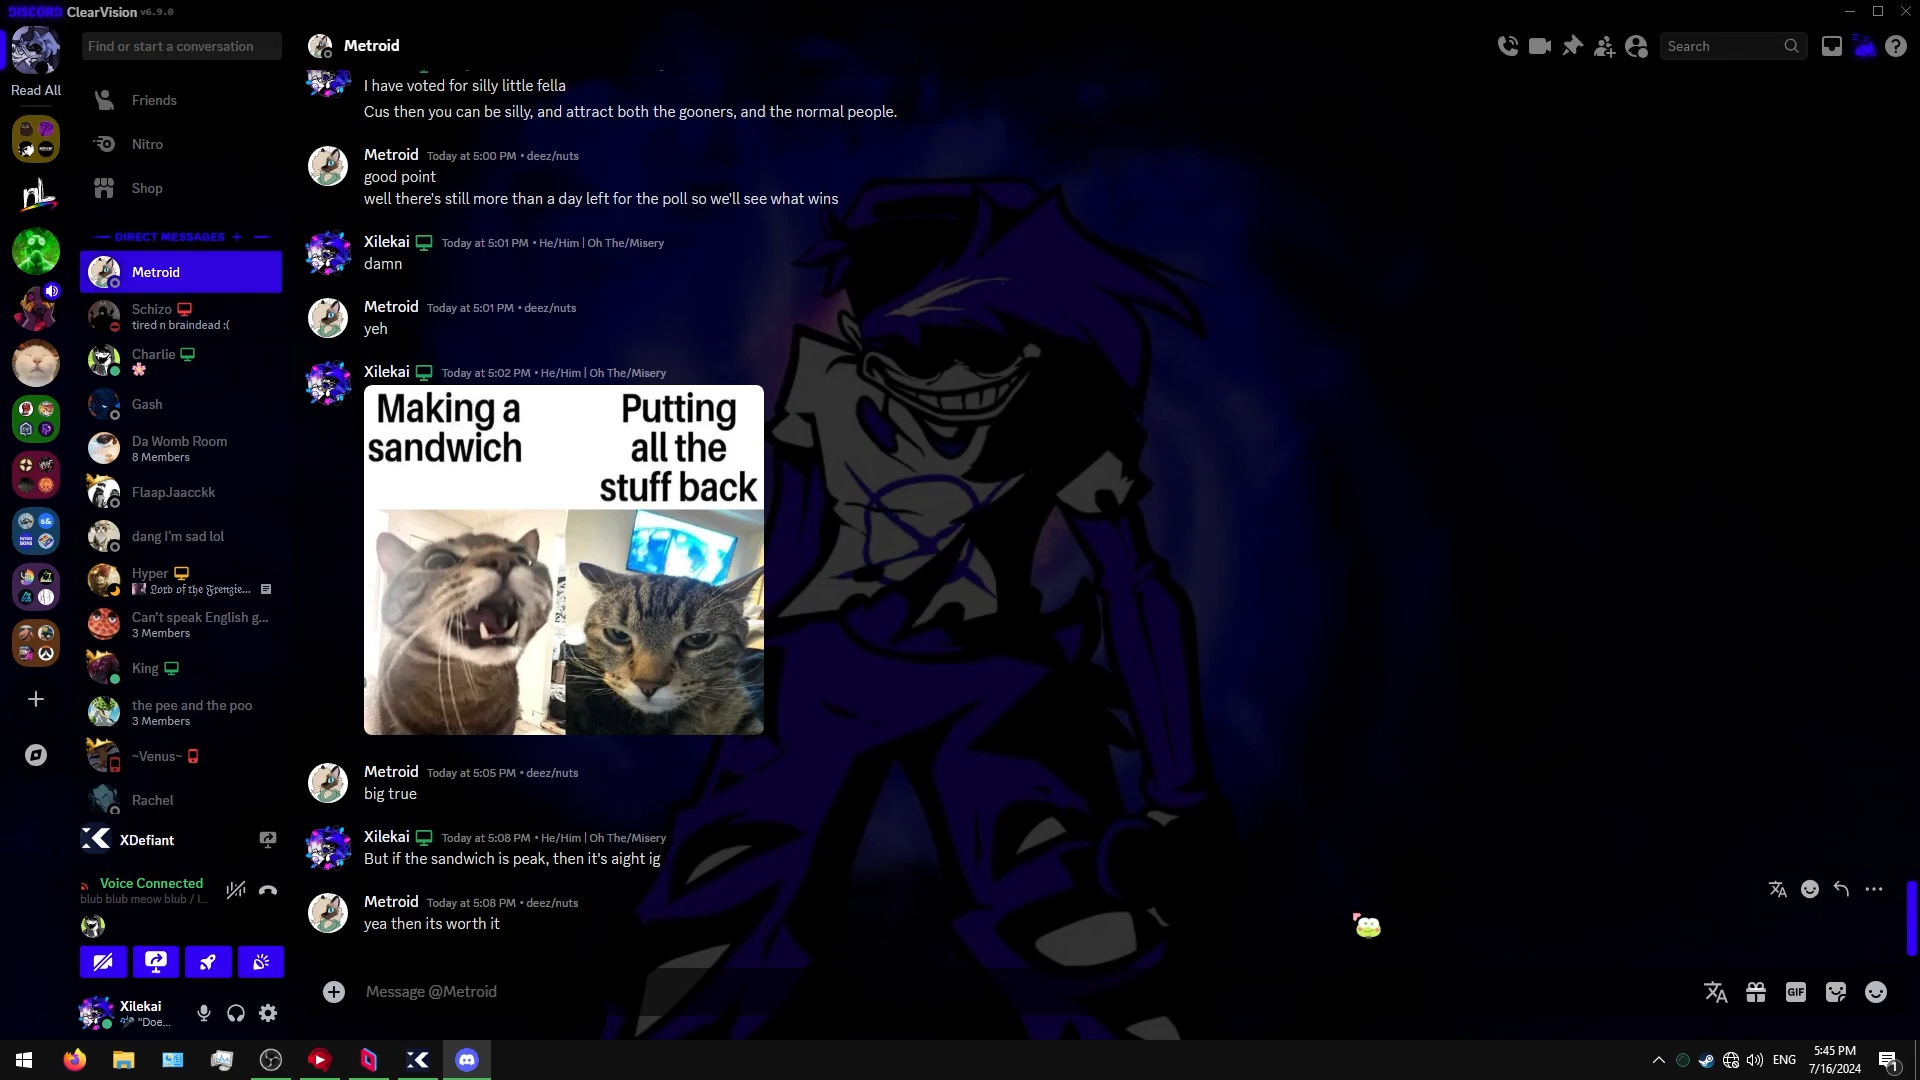 DISCORD ClearVision v6.9.0
Find or start a conversation
Read All
Friends
Nitro
Shop
DIRECT MESSAGES +
Metroid
Schizo
tired n braindead :(
Charlie
Gash
Da Womb Room
8 Members
FlaapJaacckk
dang I'm sad lol
Hyper
𝔏𝔬𝔯𝔡 𝔬𝔣 𝔱𝔥𝔢 𝔉𝔯𝔢𝔫𝔷𝔦𝔢...
Can't speak English g...
3 Members
King
the pee and the poo
3 Members
~Venus~
Rachel
XDefiant
Voice Connected
blub blub meow blub / I...
Xilekai
"Doe...
Metroid
Search
I have voted for silly little fella
Cus then you can be silly, and attract both the gooners, and the normal people.
Metroid Today at 5:00 PM • deez/nuts
good point
well there's still more than a day left for the poll so we'll see what wins
Xilekai Today at 5:01 PM • He/Him | Oh The/Misery
damn
Metroid Today at 5:01 PM • deez/nuts
yeh
Xilekai Today at 5:02 PM • He/Him | Oh The/Misery
Making a
sandwich
Putting
all the
stuff back
Metroid Today at 5:05 PM • deez/nuts
big true
Xilekai Today at 5:08 PM • He/Him | Oh The/Misery
But if the sandwich is peak, then it's aight ig
Metroid Today at 5:08 PM • deez/nuts
yea then its worth it
Message @Metroid
GIF
ENG
5:45 PM
7/16/2024
1